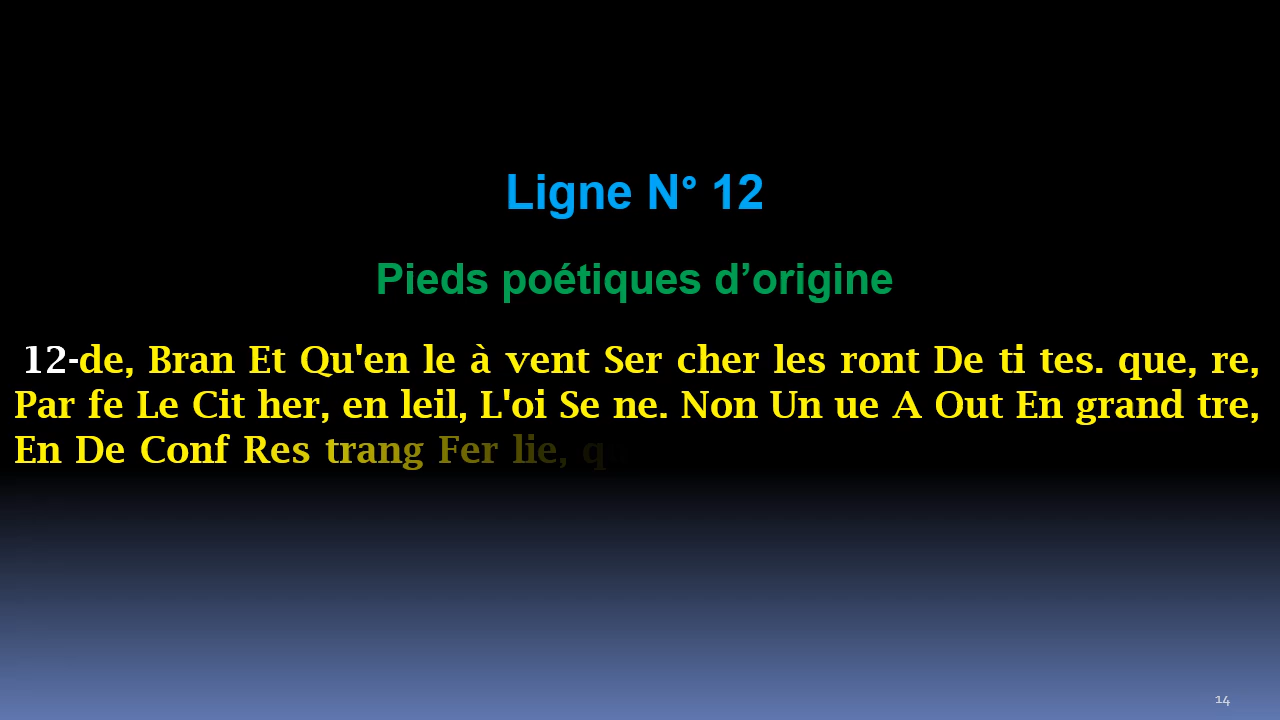 Ligne N° 12
Pieds poétiques d’origine
12-de, Bran Et Qu'en le à vent Ser cher les ront De ti tes. que, re,
Par fe Le Cit her, en leil, L'oi Se ne. Non Un ue A Out En grand tre,
En De Conf Res trang Fer lie,
14